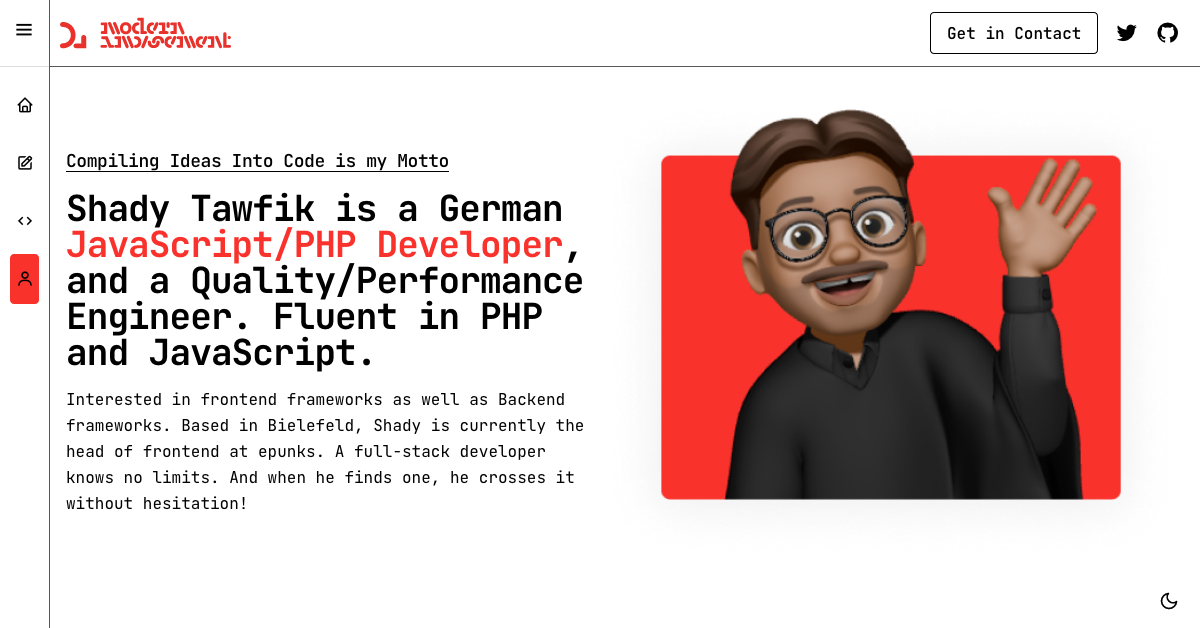 modern
Get in Contact
Compiling Ideas Into Code is my Motto
Shady Tawfik is a German
JavaScript/PHP Developer,
and a Quality/Performance
Engineer. Fluent in PHP
and JavaScript.
Interested in frontend frameworks as well as Backend
frameworks. Based in Bielefeld, Shady is currently the
head of frontend at epunks. A full-stack developer
knows no limits. And when he finds one, he crosses it
without hesitation!